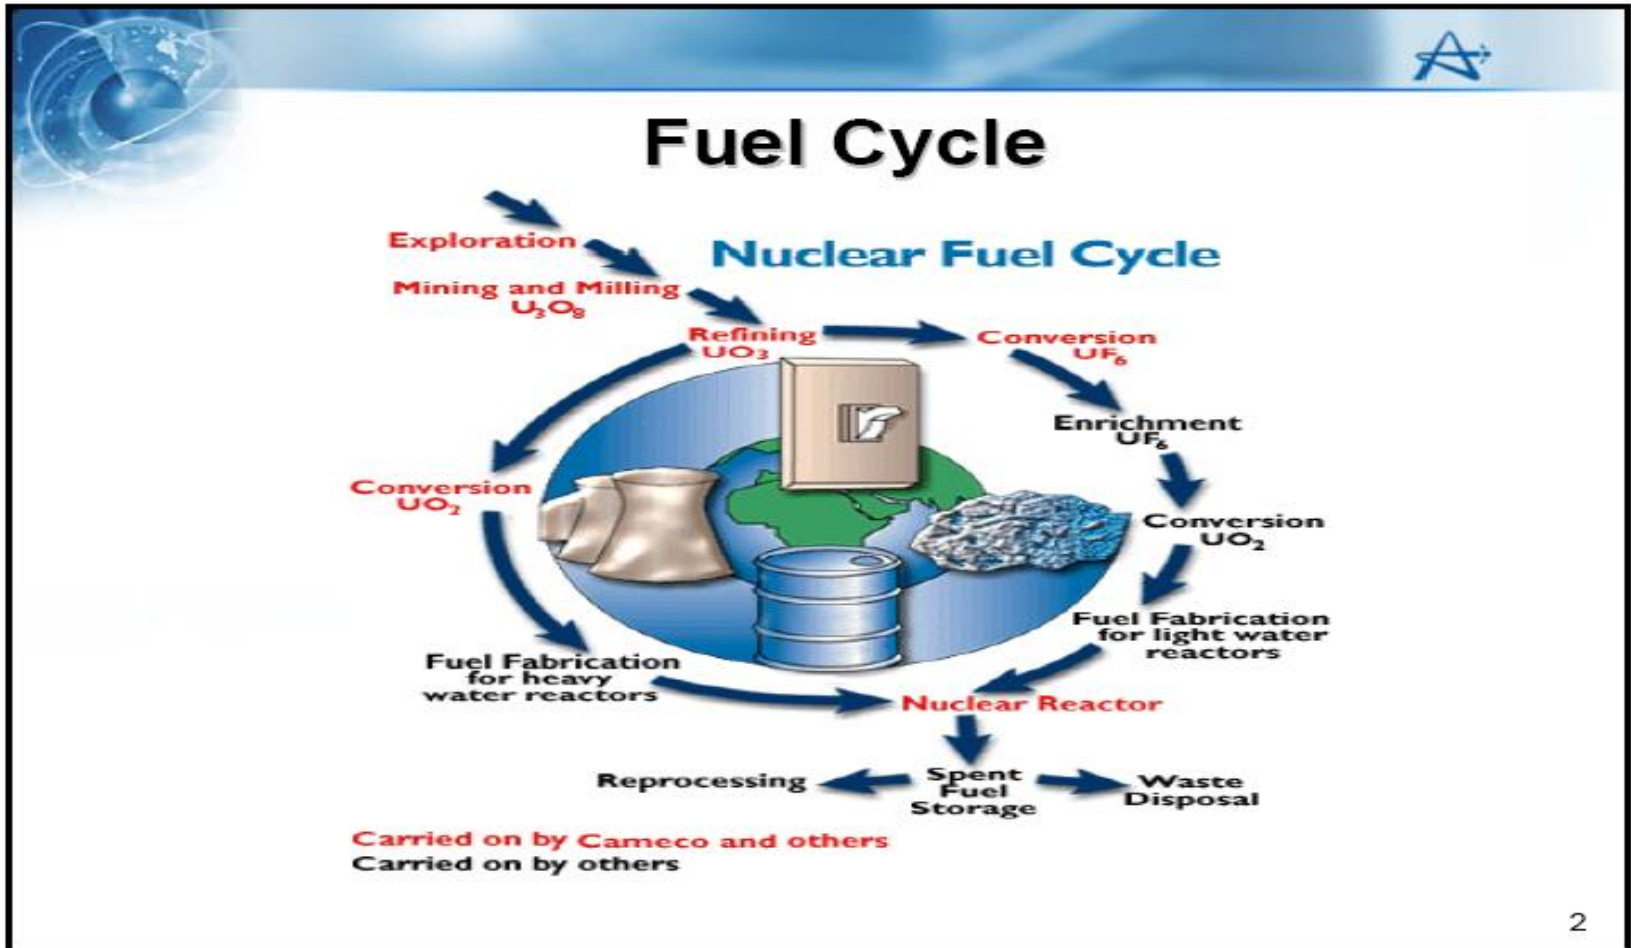 Fuel Cycle
Nuclear Fuel Cycle
Exploration
Mining and Milling
U₃O₈
Refining
UO₃
Conversion
UF₆
Enrichment
UF₆
Conversion
UO₂
Conversion
UO₂
Fuel Fabrication
for light water
reactors
Fuel Fabrication
for heavy
water reactors
Nuclear Reactor
Reprocessing
Spent
Fuel
Storage
Waste
Disposal
Carried on by Cameco and others
Carried on by others
2